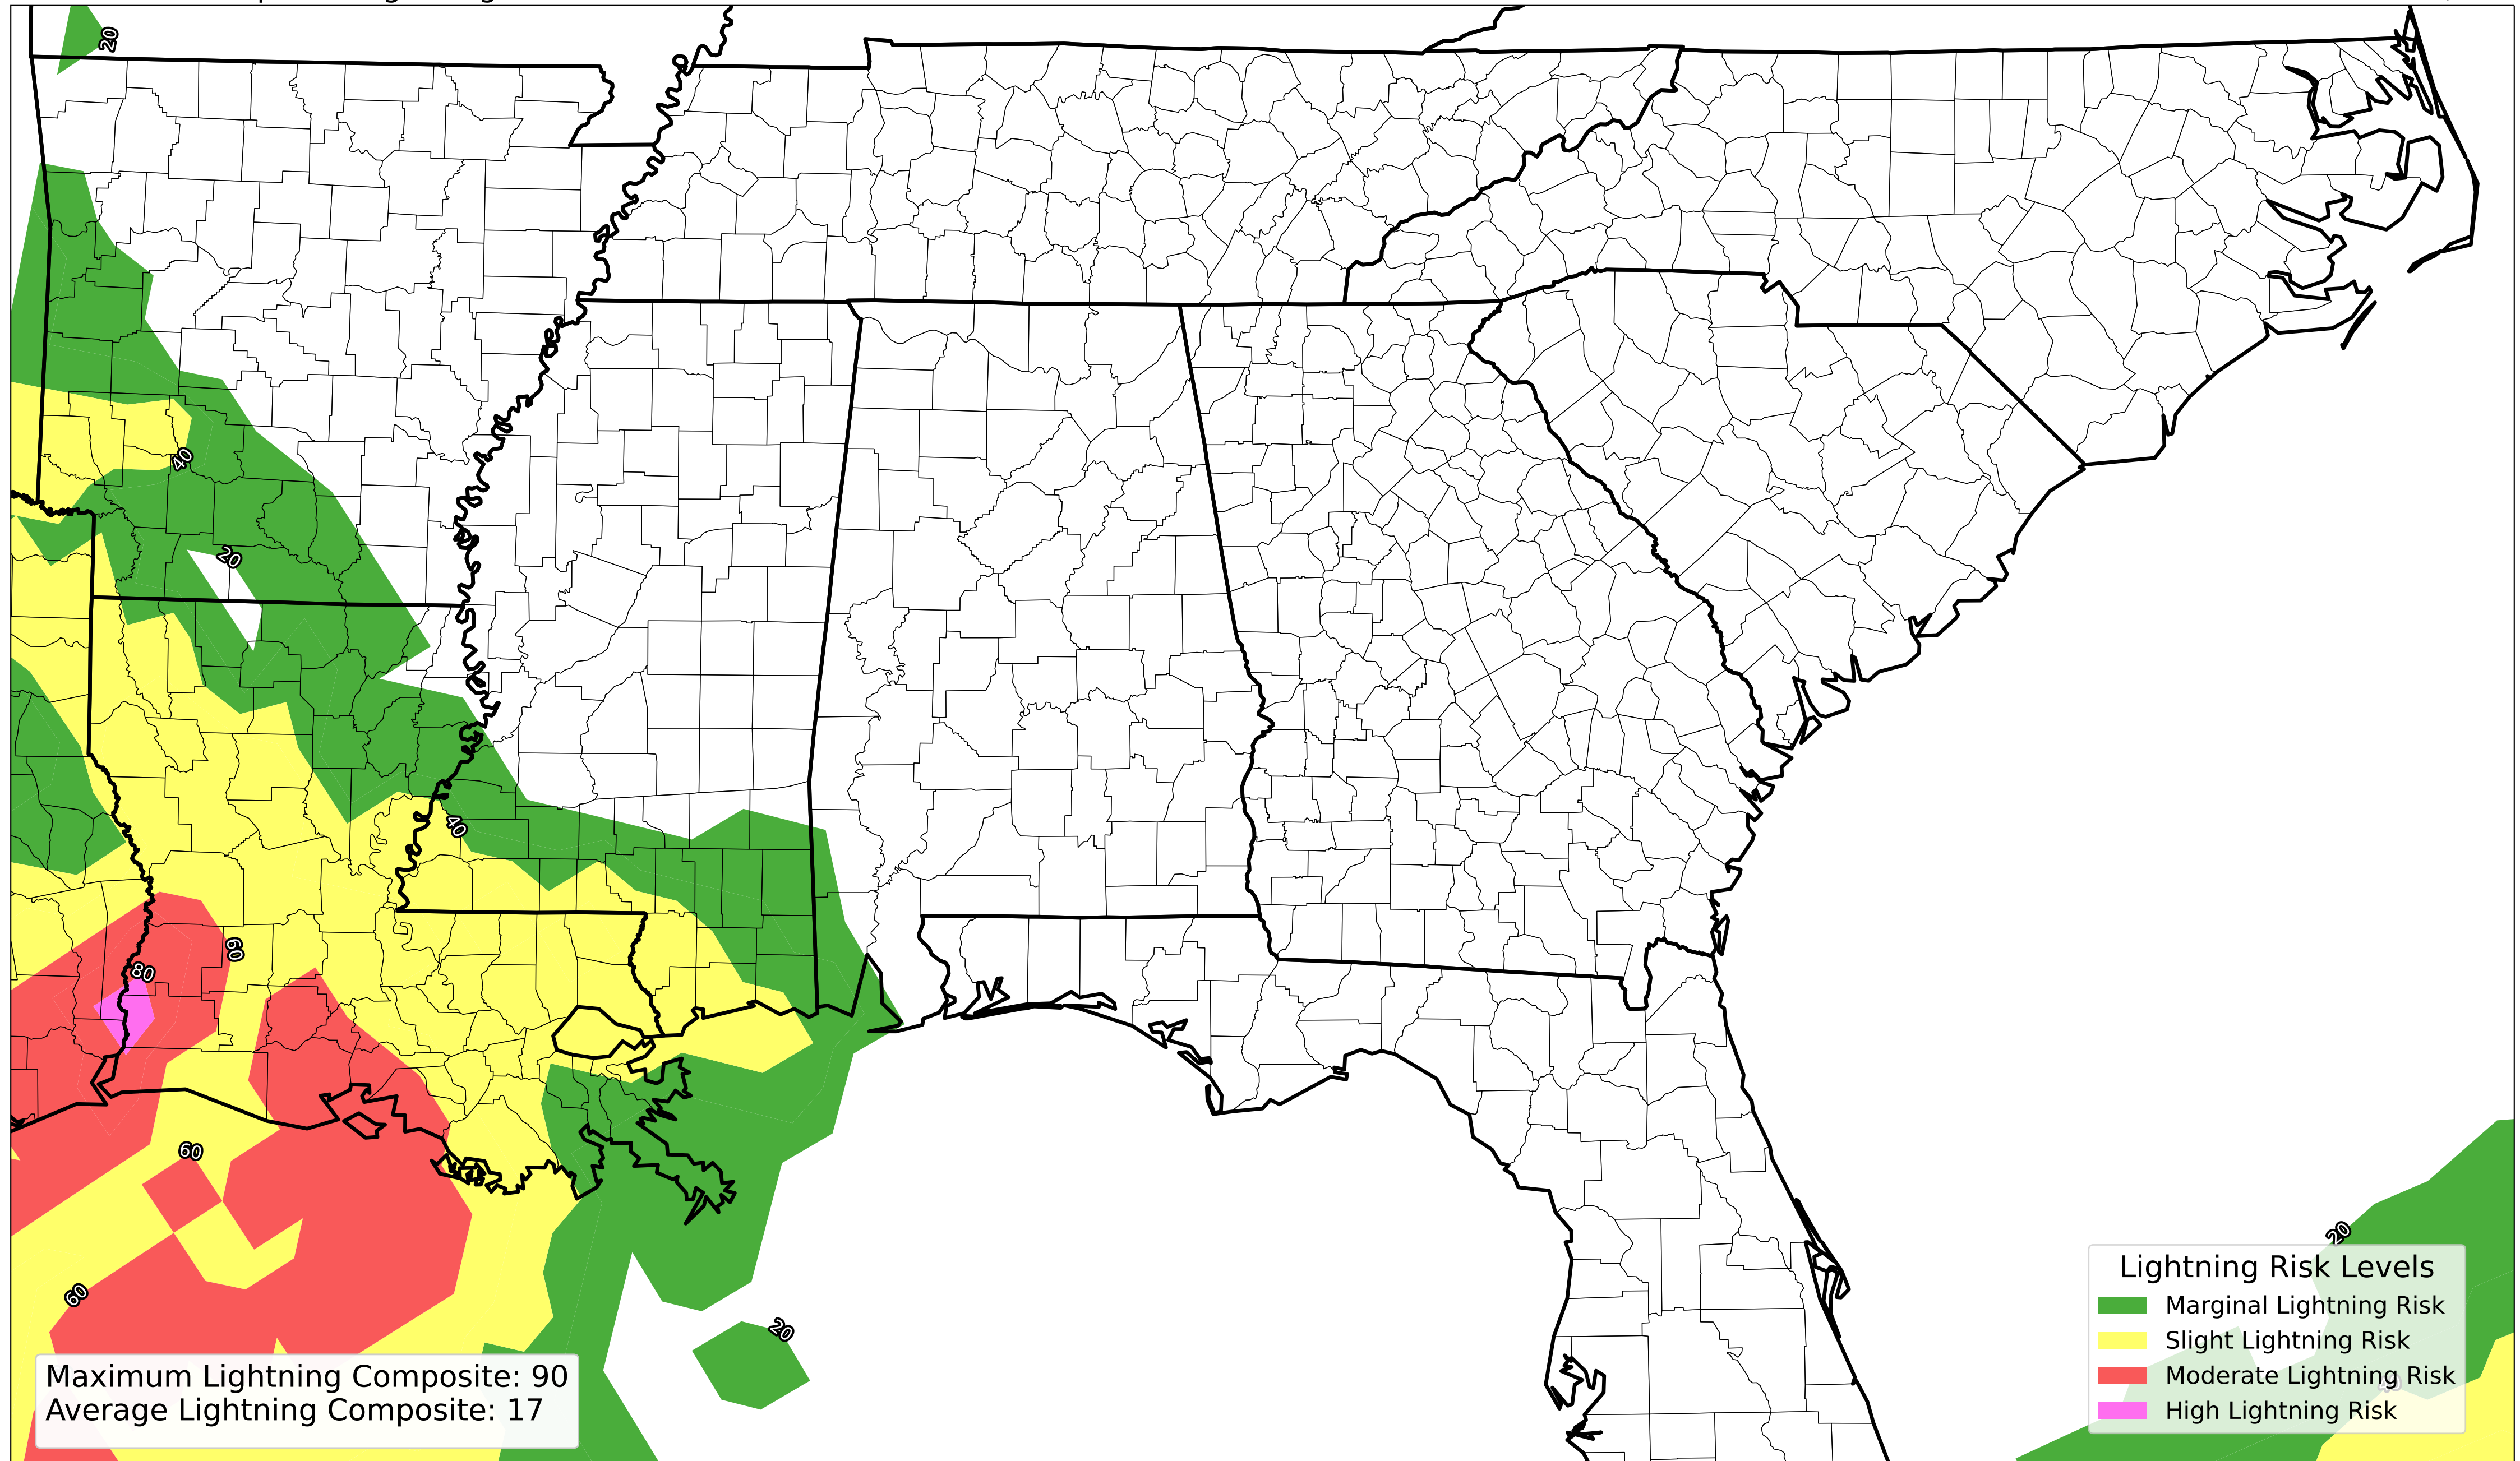 20
40
20
40
60
80
60
60
20
20
40
Lightning Risk Levels
Marginal Lightning Risk
Slight Lightning Risk
Moderate Lightning Risk
High Lightning Risk
Maximum Lightning Composite: 90
Average Lightning Composite: 17